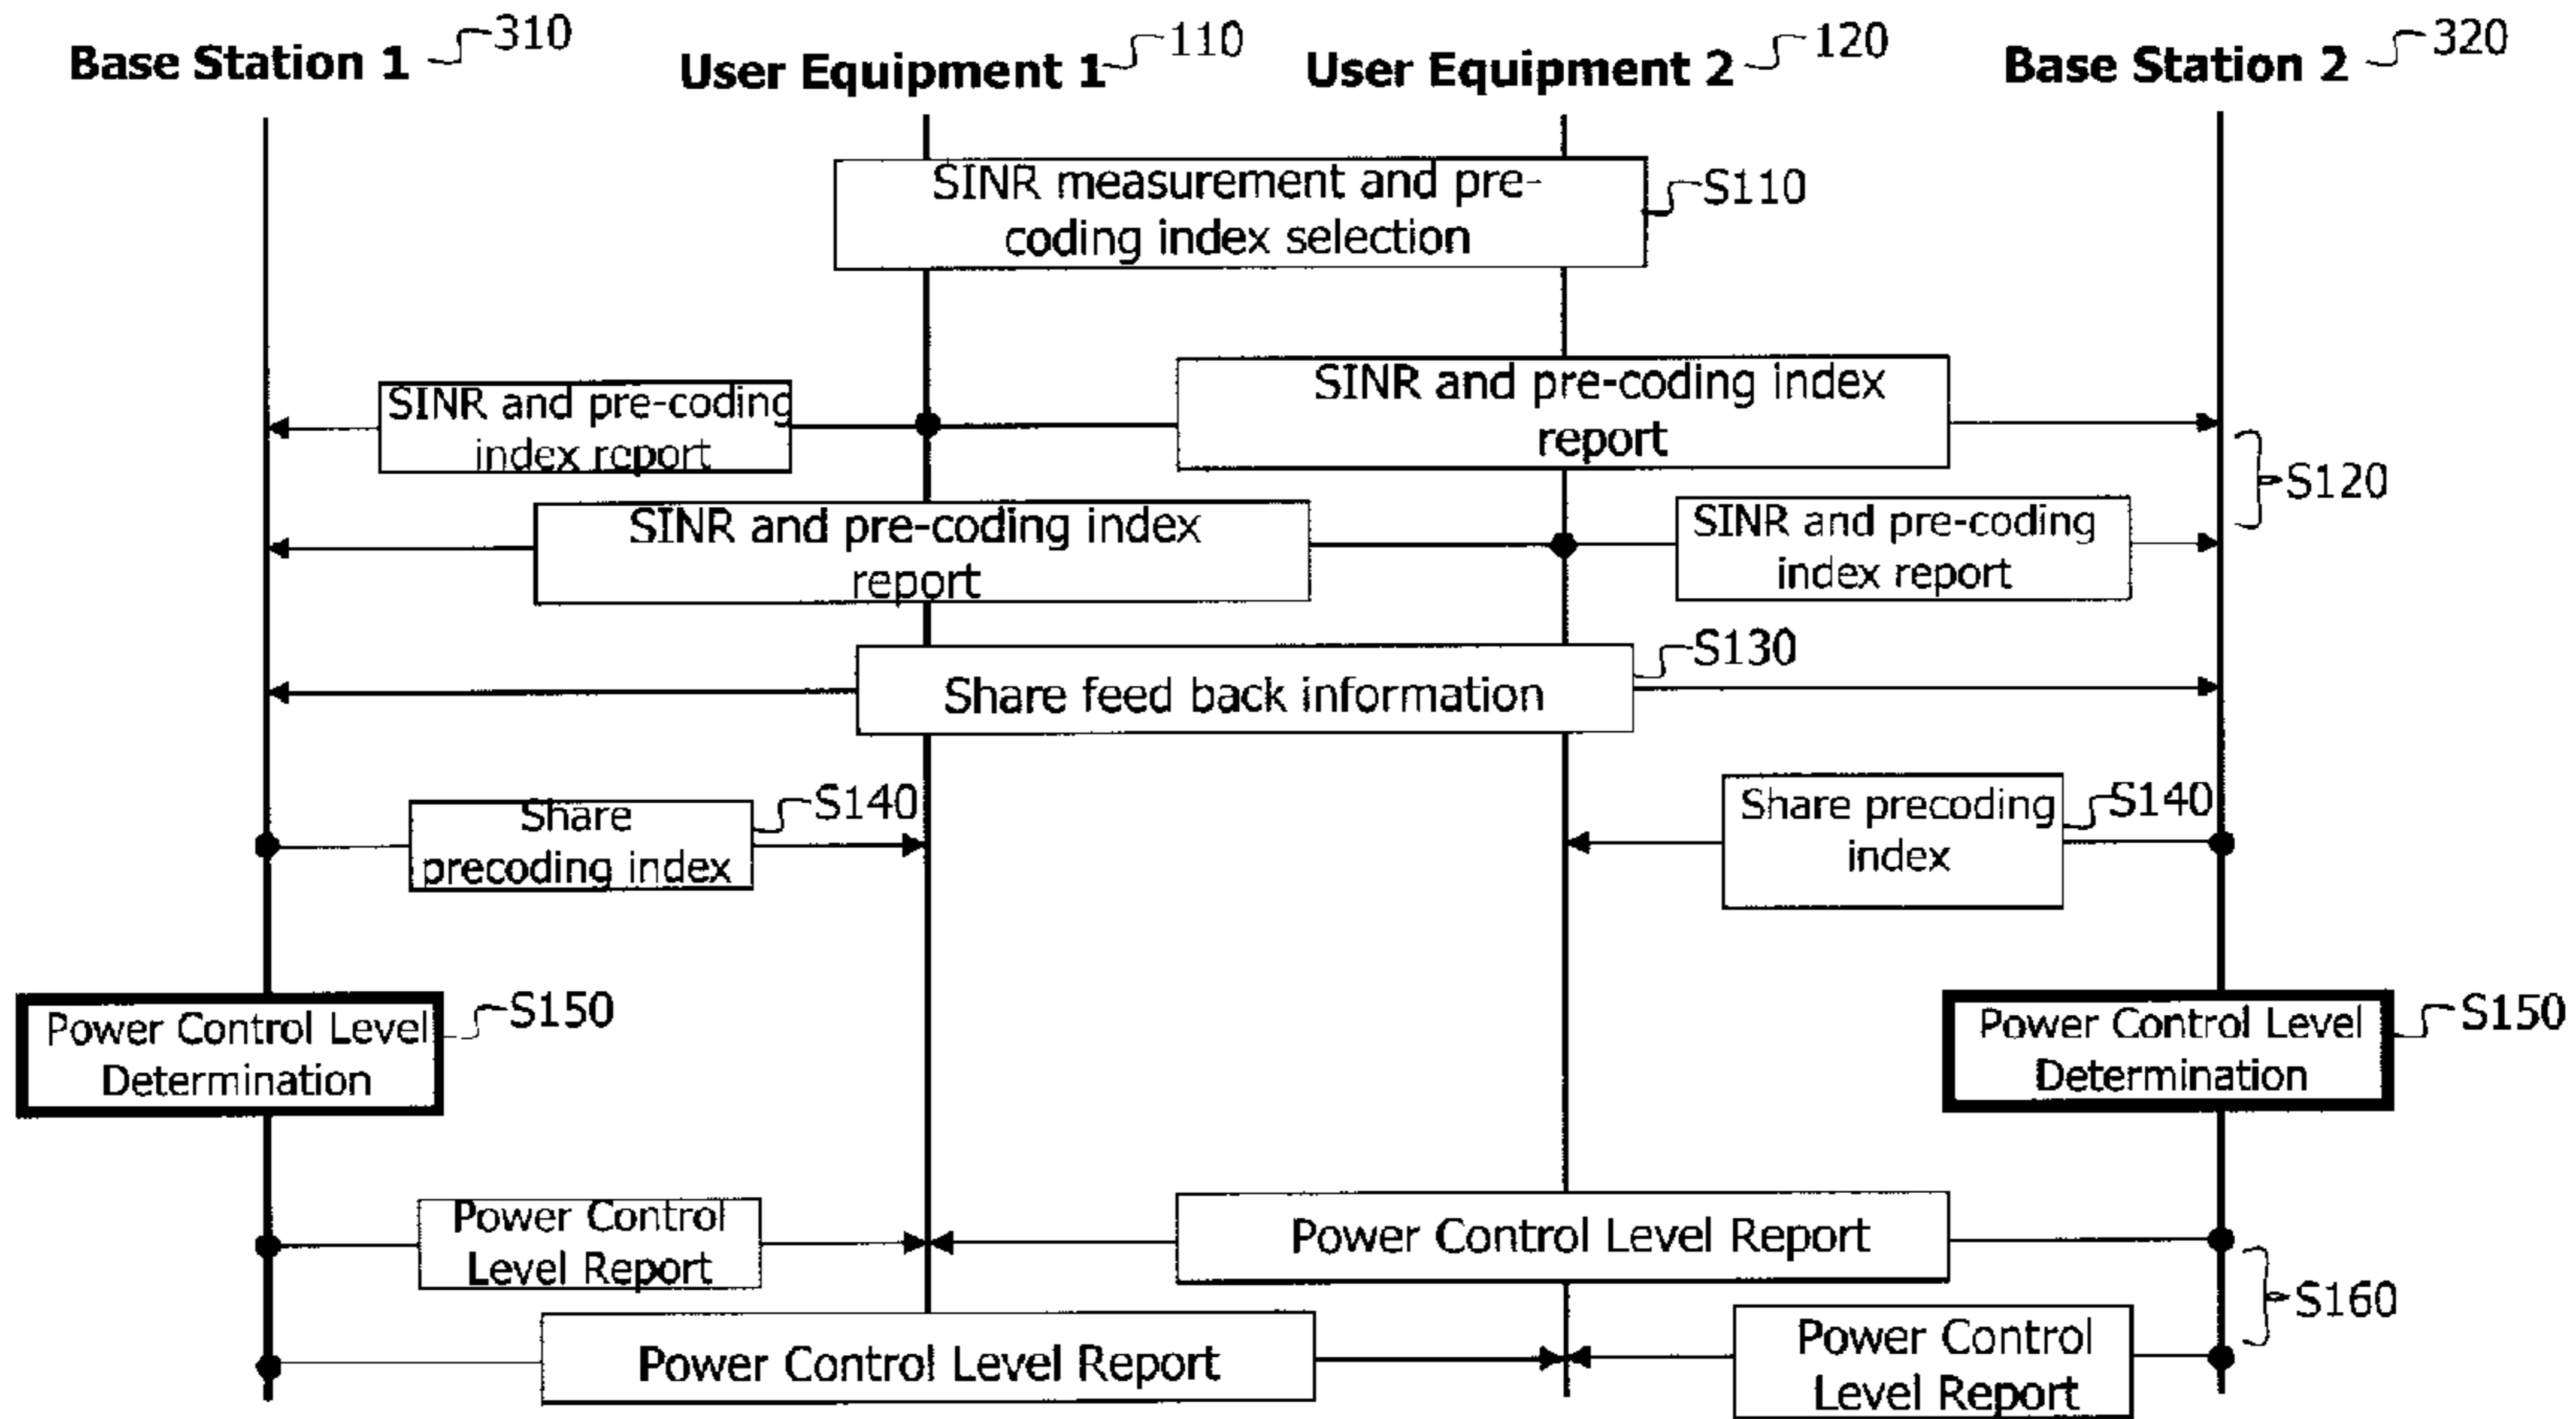 Base Station 1
310
User Equipment 1
110
User Equipment 2
120
Base Station 2
320
SINR measurement and pre-
coding index selection
S110
SINR and pre-coding
index report
SINR and pre-coding index
report
S120
SINR and pre-coding index
report
SINR and pre-coding
index report
Share feed back information
S130
Share
precoding index
S140
Share precoding
index
S140
Power Control Level
Determination
S150
Power Control Level
Determination
S150
Power Control
Level Report
Power Control Level Report
S160
Power Control Level Report
Power Control
Level Report